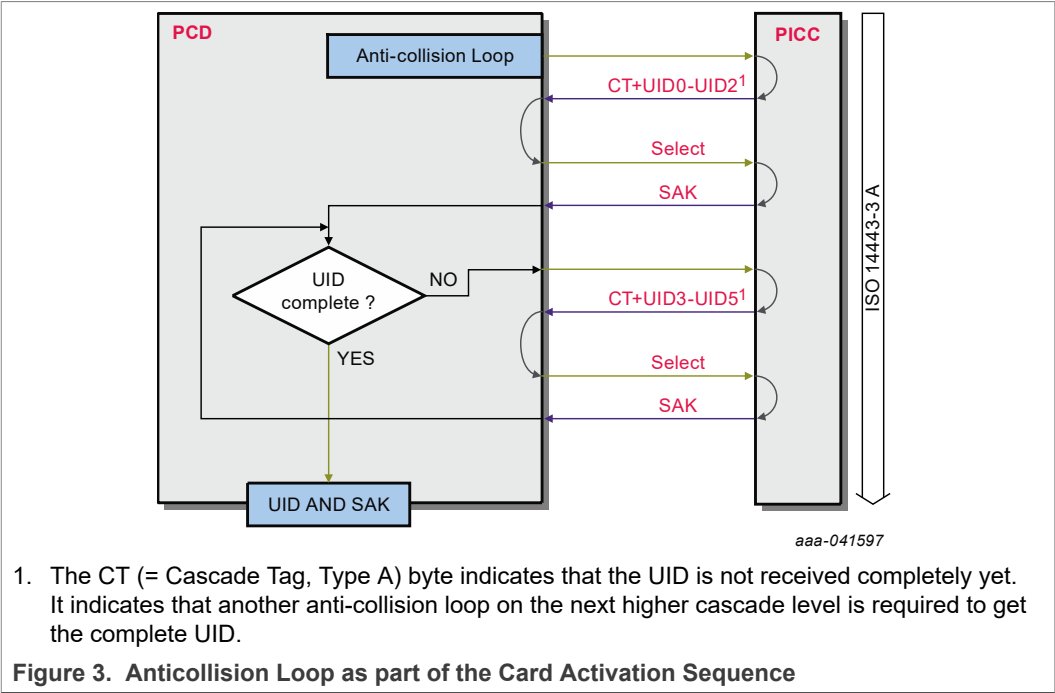 PCD
PICC
Anti-collision Loop
CT+UID0-UID2¹
Select
SAK
UID
complete ?
NO
CT+UID3-UID5¹
YES
Select
SAK
UID AND SAK
ISO 14443-3 A
aaa-041597
1. The CT (= Cascade Tag, Type A) byte indicates that the UID is not received completely yet.
It indicates that another anti-collision loop on the next higher cascade level is required to get
the complete UID.
Figure 3. Anticollision Loop as part of the Card Activation Sequence